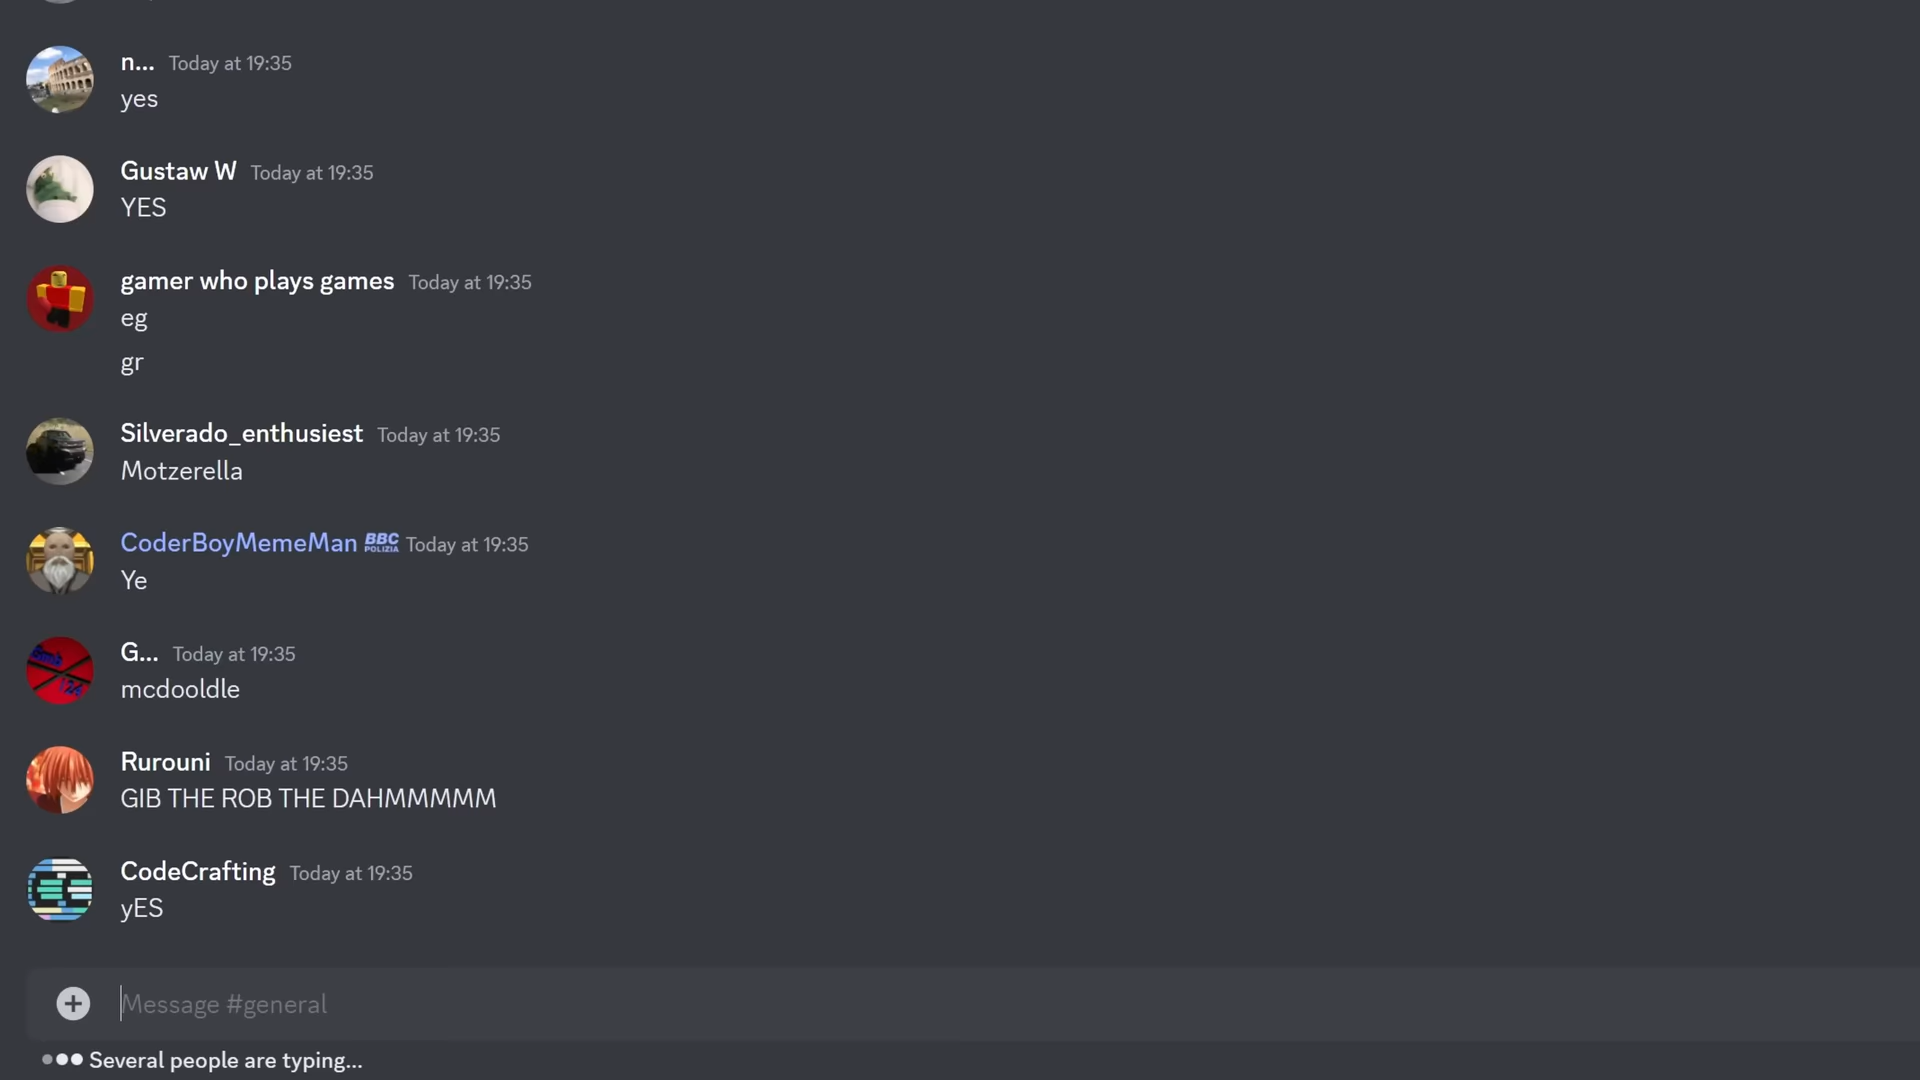 n... Today at 19:35
yes
Gustaw W Today at 19:35
YES
gamer who plays games Today at 19:35
eg
gr
Silverado_enthusiest Today at 19:35
Motzerella
CoderBoyMemeMan BBC POLIZIA Today at 19:35
Ye
G... Today at 19:35
mcdooldle
Rurouni Today at 19:35
GIB THE ROB THE DAHMMMMM
CodeCrafting Today at 19:35
yES
Message #general
Several people are typing...